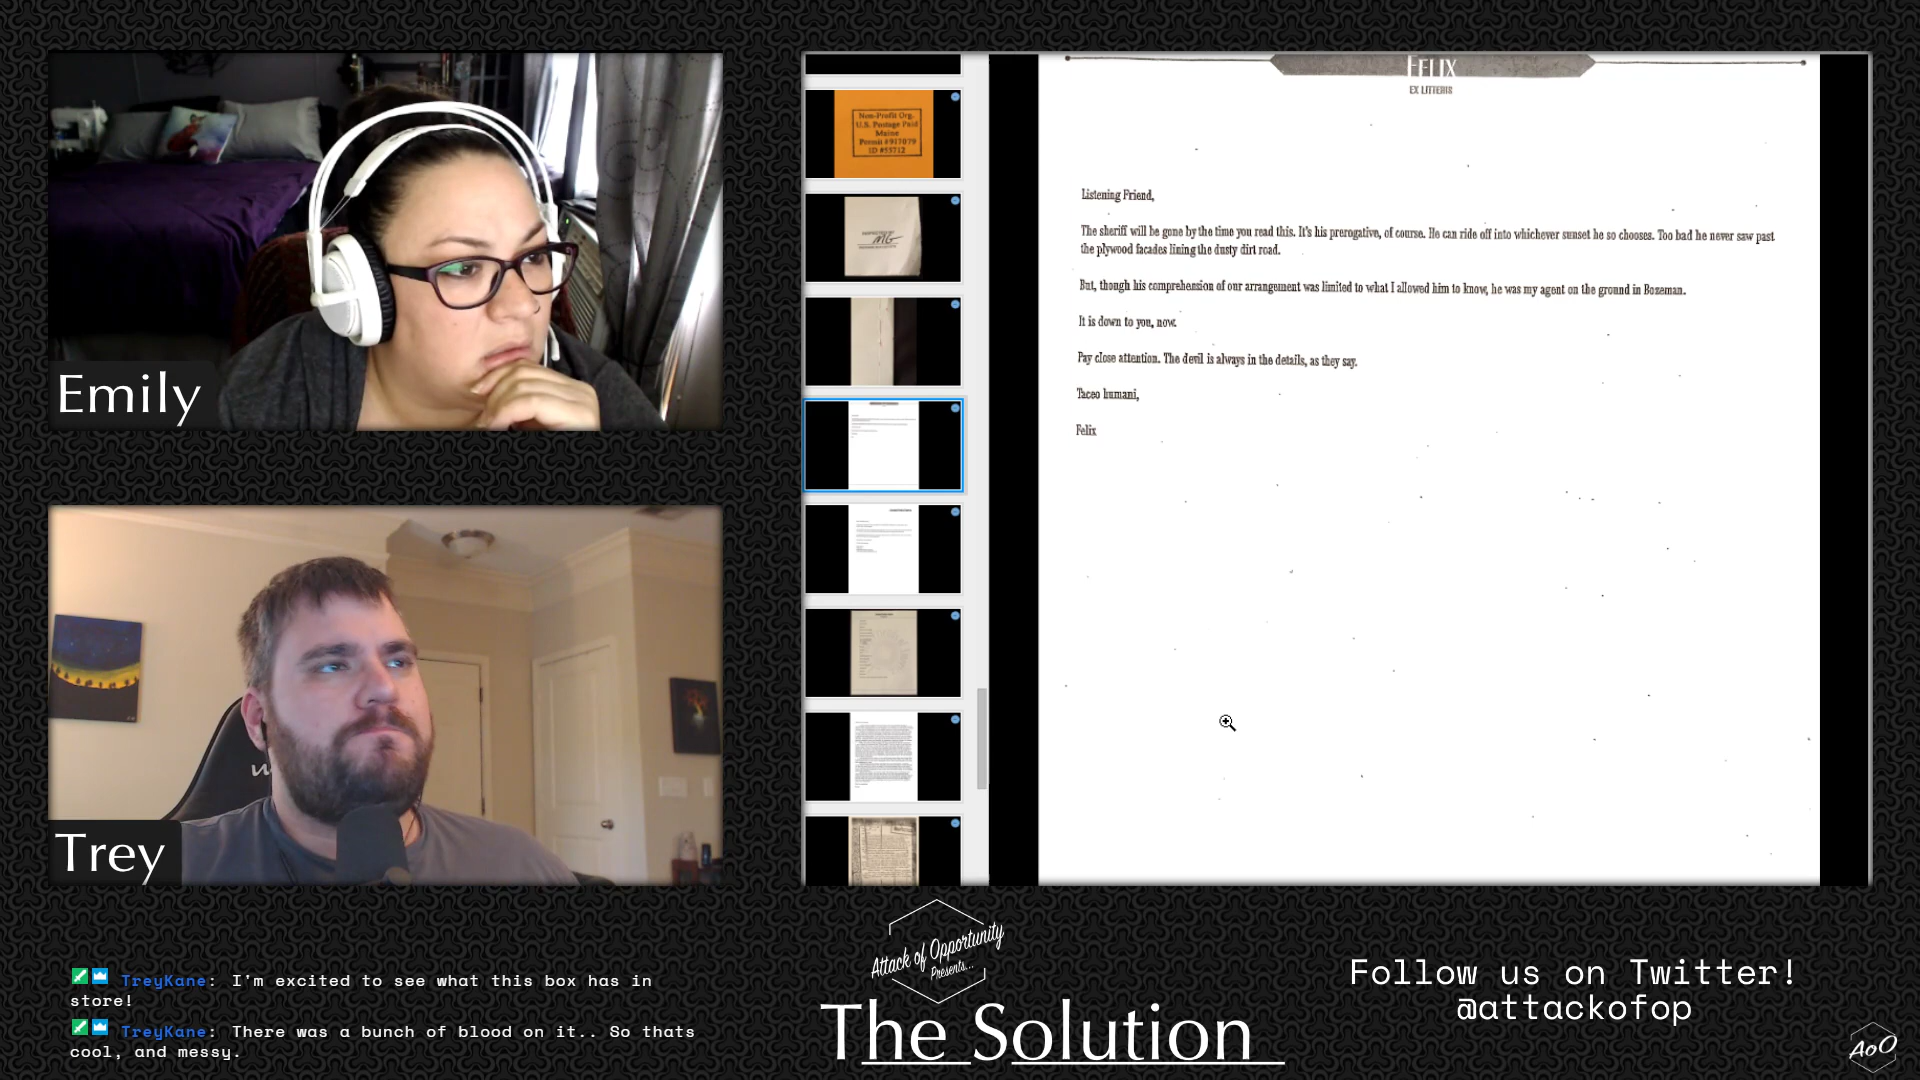 Emily
Trey
Non-Profit Org.
U.S. Postage Paid
Maine
Permit #917079
ID #53712
MG
FELIX
EX LITTERIS
Listening Friend,
The sheriff will be gone by the time you read this. It's his prerogative, of course. He can ride off into whichever sunset he so chooses. Too bad he never saw past
the plywood facades lining the dusty dirt road.
But, though his comprehension of our arrangement was limited to what I allowed him to know, he was my agent on the ground in Bozeman.
It is down to you, now.
Pay close attention. The devil is always in the details, as they say.
Taceo humani,
Felix
TreyKane: I'm excited to see what this box has in
store!
TreyKane: There was a bunch of blood on it.. So thats
cool, and messy.
Attack of Opportunity
Presents...
The Solution
Follow us on Twitter!
@attackofop
AoO